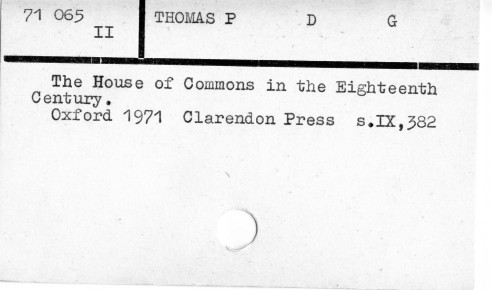 71 065 THOMAS P D G
II
The House of Commons in the Eighteenth
Century.
Oxford 1971 Clarendon Press s.IX,382